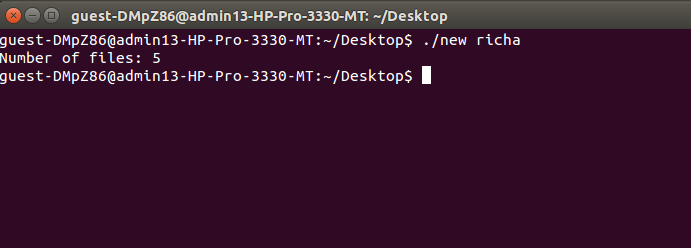 guest-DMpZ86@admin13-HP-Pro-3330-MT: ~/Desktop
guest-DMpZ86@admin13-HP-Pro-3330-MT:~/Desktop$ ./new richa
Number of files: 5
guest-DMpZ86@admin13-HP-Pro-3330-MT:~/Desktop$